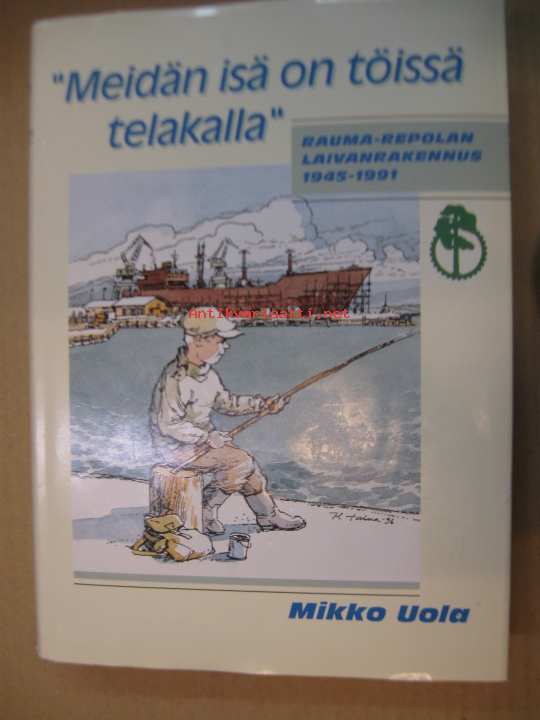 "Meidän isä on töissä
telakalla"
RAUMA-REPOLAN
LAIVANRAKENNUS
1945-1991
Antikvariaatti.net
Mikko Uola